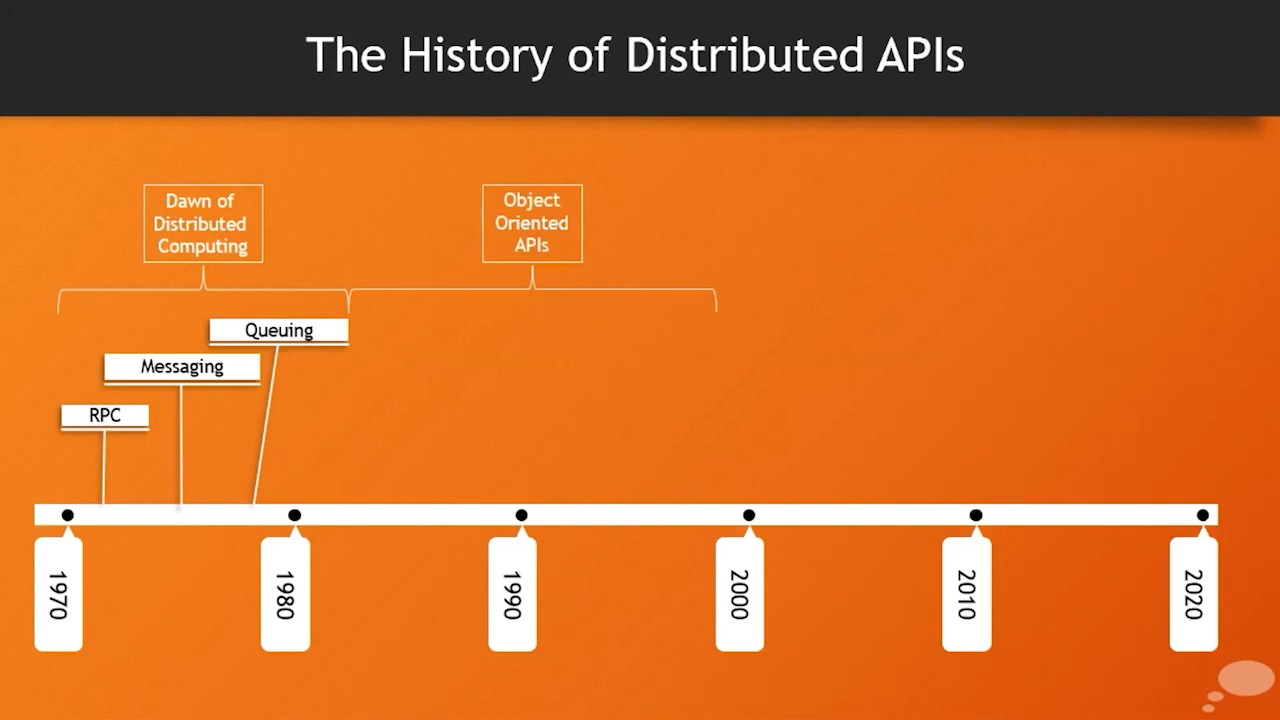 The History of Distributed APIs
Dawn of
Distributed
Computing
Object
Oriented
APIs
Queuing
Messaging
RPC
1970
1980
1990
2000
2010
2020